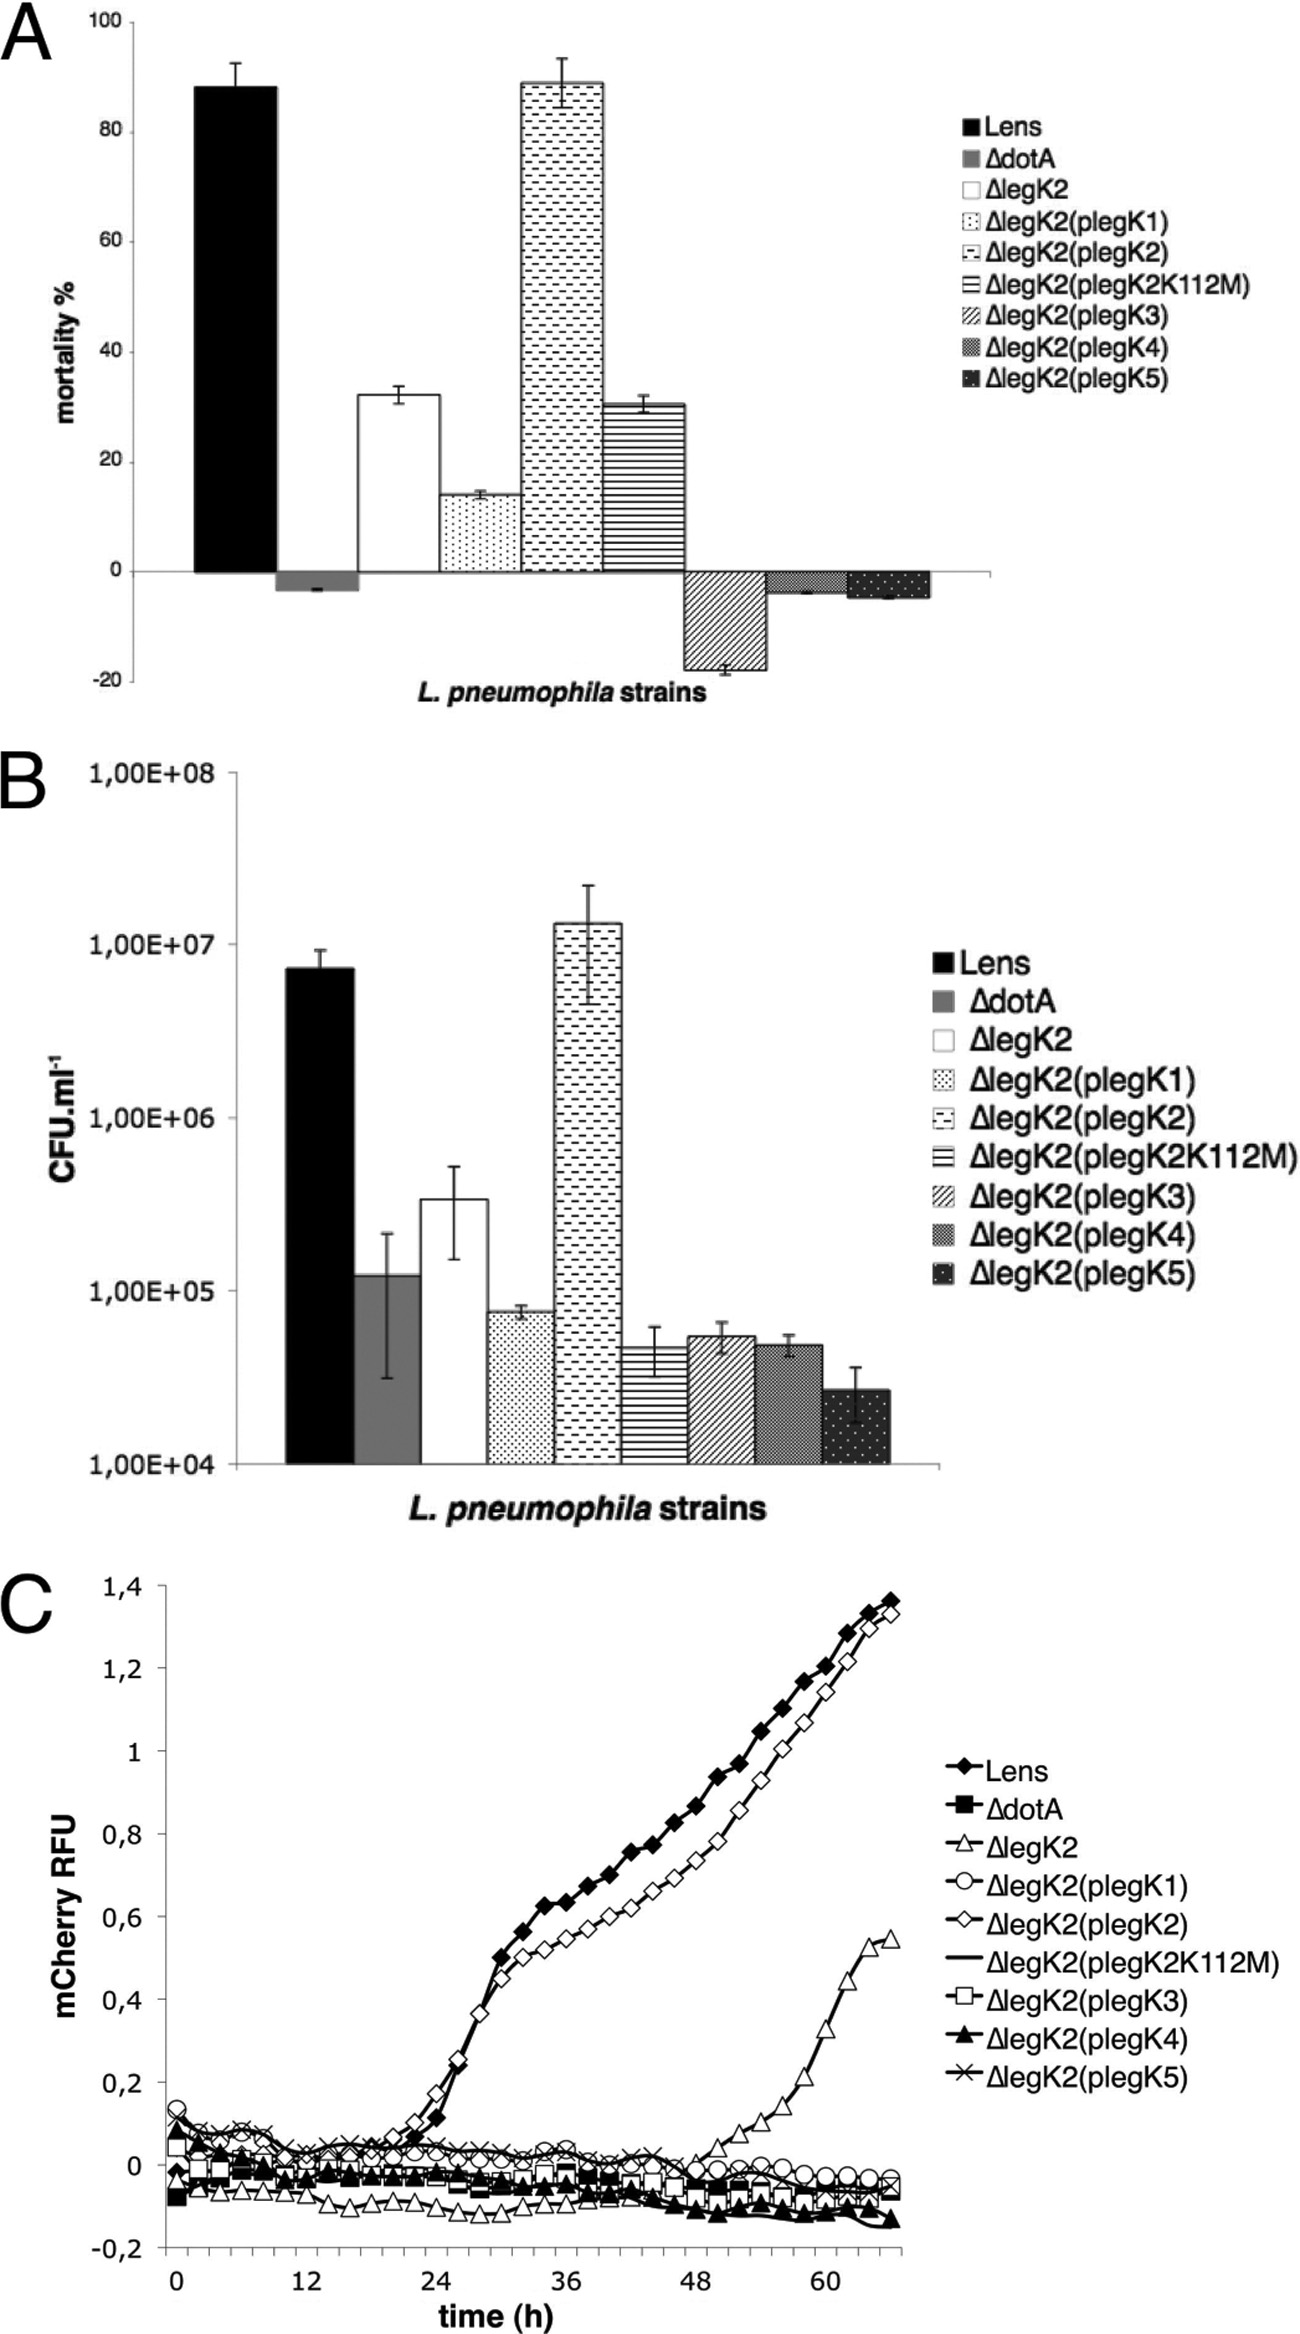 A
100
80
60
40
20
0
-20
mortality %
L. pneumophila strains
Lens
ΔdotA
ΔlegK2
ΔlegK2(plegK1)
ΔlegK2(plegK2)
ΔlegK2(plegK2K112M)
ΔlegK2(plegK3)
ΔlegK2(plegK4)
ΔlegK2(plegK5)
B
1,00E+08
1,00E+07
1,00E+06
1,00E+05
1,00E+04
CFU.ml-1
L. pneumophila strains
Lens
ΔdotA
ΔlegK2
ΔlegK2(plegK1)
ΔlegK2(plegK2)
ΔlegK2(plegK2K112M)
ΔlegK2(plegK3)
ΔlegK2(plegK4)
ΔlegK2(plegK5)
C
1,4
1,2
1
0,8
0,6
0,4
0,2
0
-0,2
mCherry RFU
0 12 24 36 48 60
time (h)
Lens
ΔdotA
ΔlegK2
ΔlegK2(plegK1)
ΔlegK2(plegK2)
ΔlegK2(plegK2K112M)
ΔlegK2(plegK3)
ΔlegK2(plegK4)
ΔlegK2(plegK5)